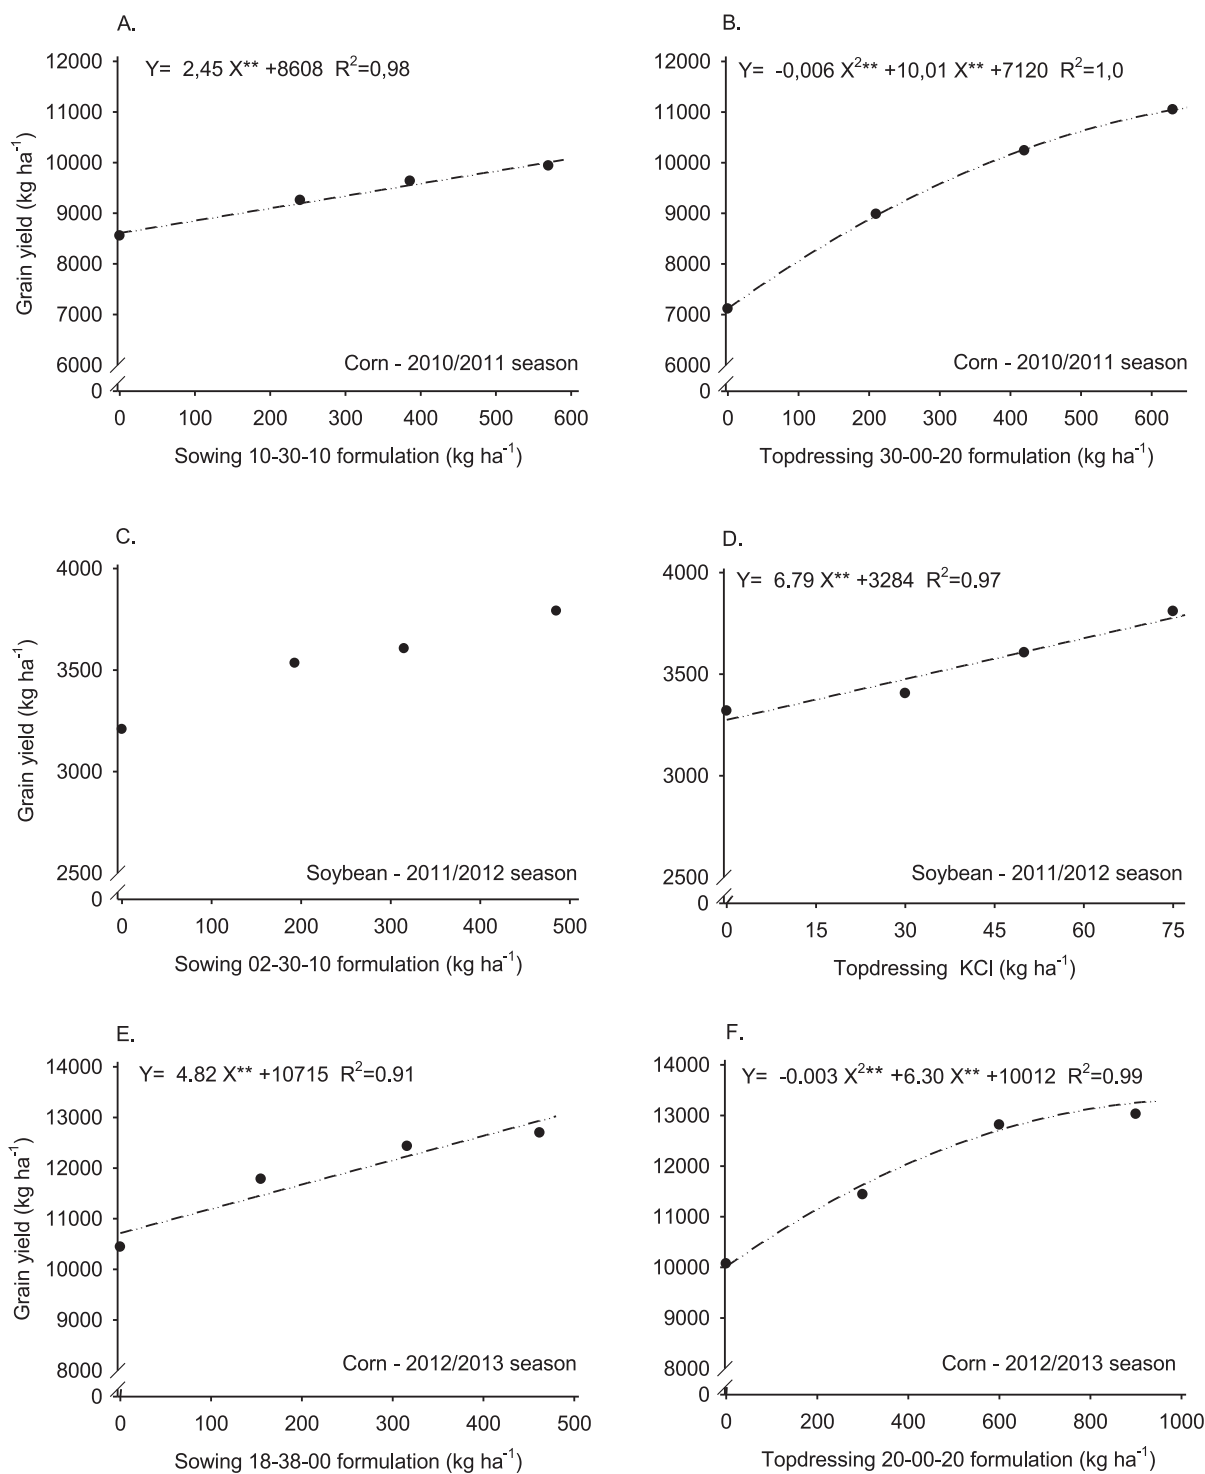 A.
Y= 2,45 X** +8608 R²=0,98
12000
11000
10000
9000
8000
7000
6000
0
Grain yield (kg ha⁻¹)
Corn - 2010/2011 season
0 100 200 300 400 500 600
Sowing 10-30-10 formulation (kg ha⁻¹)
B.
Y= -0,006 X²** +10,01 X** +7120 R²=1,0
12000
11000
10000
9000
8000
7000
6000
0
Corn - 2010/2011 season
0 100 200 300 400 500 600
Topdressing 30-00-20 formulation (kg ha⁻¹)
C.
4000
3500
3000
2500
0
Grain yield (kg ha⁻¹)
Soybean - 2011/2012 season
0 100 200 300 400 500
Sowing 02-30-10 formulation (kg ha⁻¹)
D.
Y= 6.79 X** +3284 R²=0.97
4000
3500
3000
2500
0
Soybean - 2011/2012 season
0 15 30 45 60 75
Topdressing KCl (kg ha⁻¹)
E.
Y= 4.82 X** +10715 R²=0.91
14000
13000
12000
11000
10000
9000
8000
0
Grain yield (kg ha⁻¹)
Corn - 2012/2013 season
0 100 200 300 400 500
Sowing 18-38-00 formulation (kg ha⁻¹)
F.
Y= -0.003 X²** +6.30 X** +10012 R²=0.99
14000
13000
12000
11000
10000
9000
8000
0
Corn - 2012/2013 season
0 200 400 600 800 1000
Topdressing 20-00-20 formulation (kg ha⁻¹)